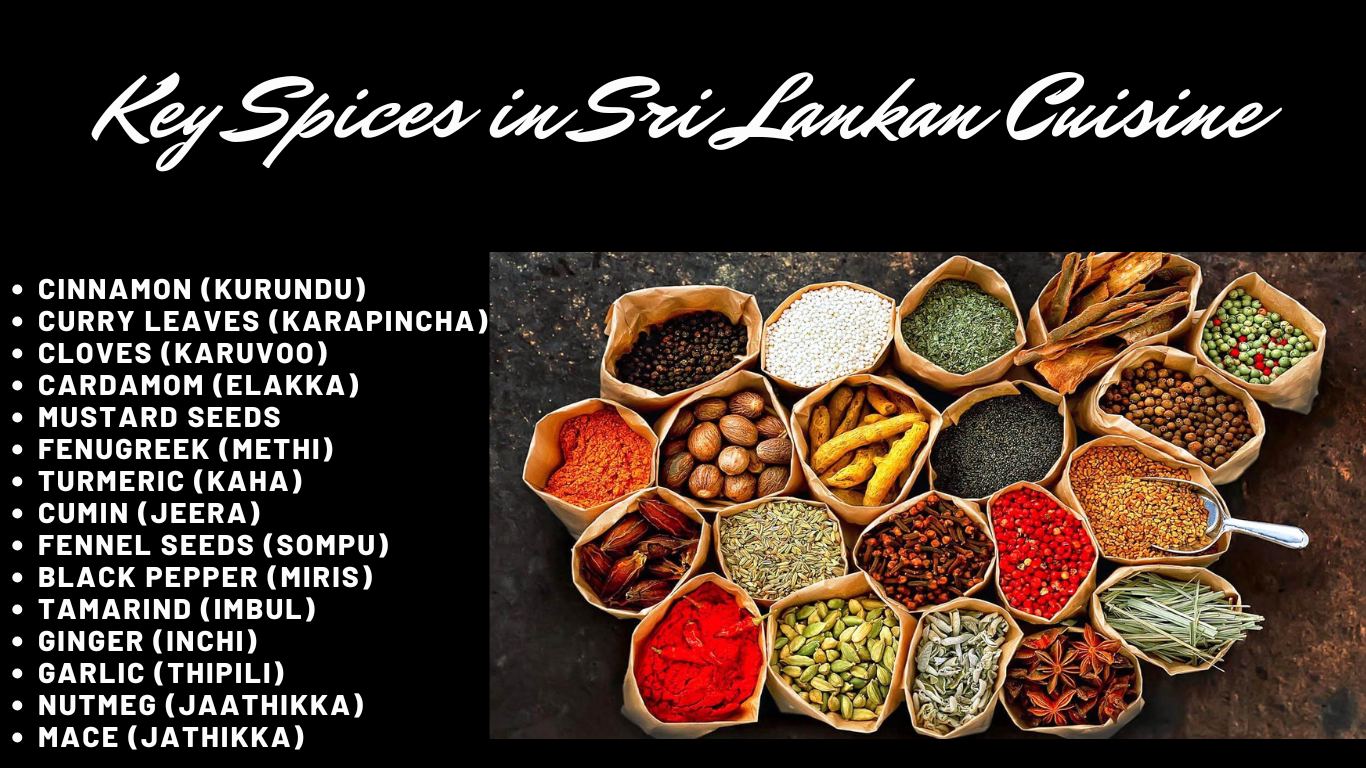 Key Spices in Sri Lankan Cuisine
• CINNAMON (KURUNDU)
• CURRY LEAVES (KARAPINCHA)
• CLOVES (KARUVOO)
• CARDAMOM (ELAKKA)
• MUSTARD SEEDS
• FENUGREEK (METHI)
• TURMERIC (KAHA)
• CUMIN (JEERA)
• FENNEL SEEDS (SOMPU)
• BLACK PEPPER (MIRIS)
• TAMARIND (IMBUL)
• GINGER (INCHI)
• GARLIC (THIPILI)
• NUTMEG (JAATHIKKA)
• MACE (JATHIKKA)